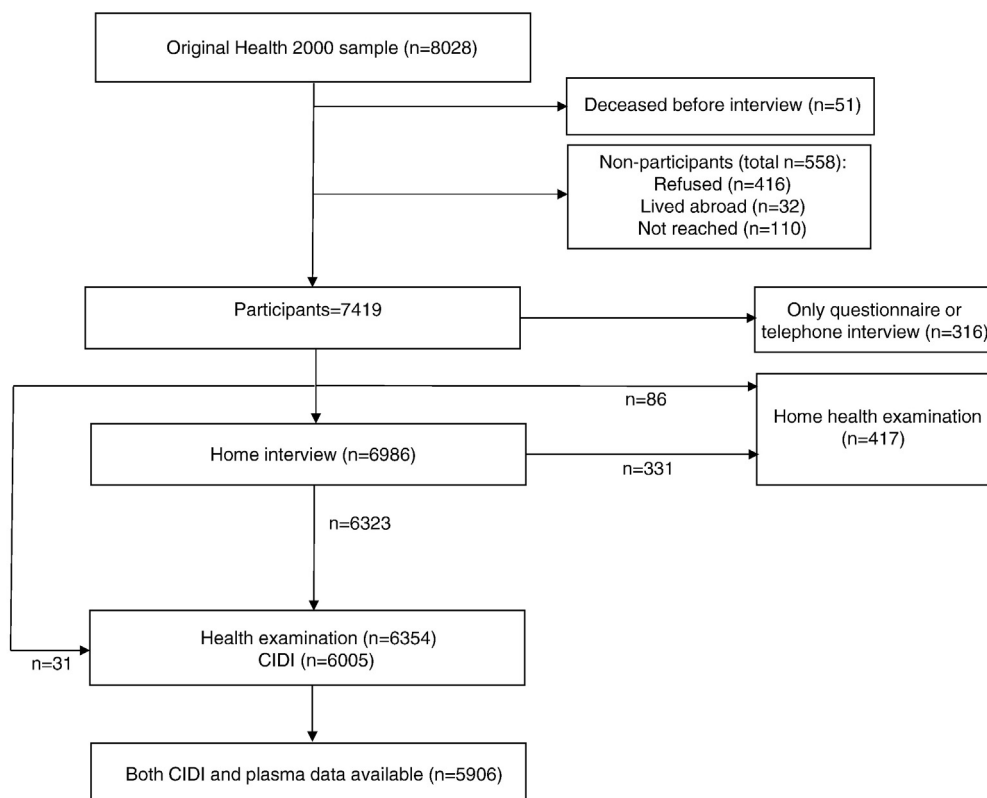 Original Health 2000 sample (n=8028)
Deceased before interview (n=51)
Non-participants (total n=558):
Refused (n=416)
Lived abroad (n=32)
Not reached (n=110)
Participants=7419
Only questionnaire or
telephone interview (n=316)
n=86
Home health examination
(n=417)
Home interview (n=6986)
n=331
n=6323
Health examination (n=6354)
CIDI (n=6005)
n=31
Both CIDI and plasma data available (n=5906)